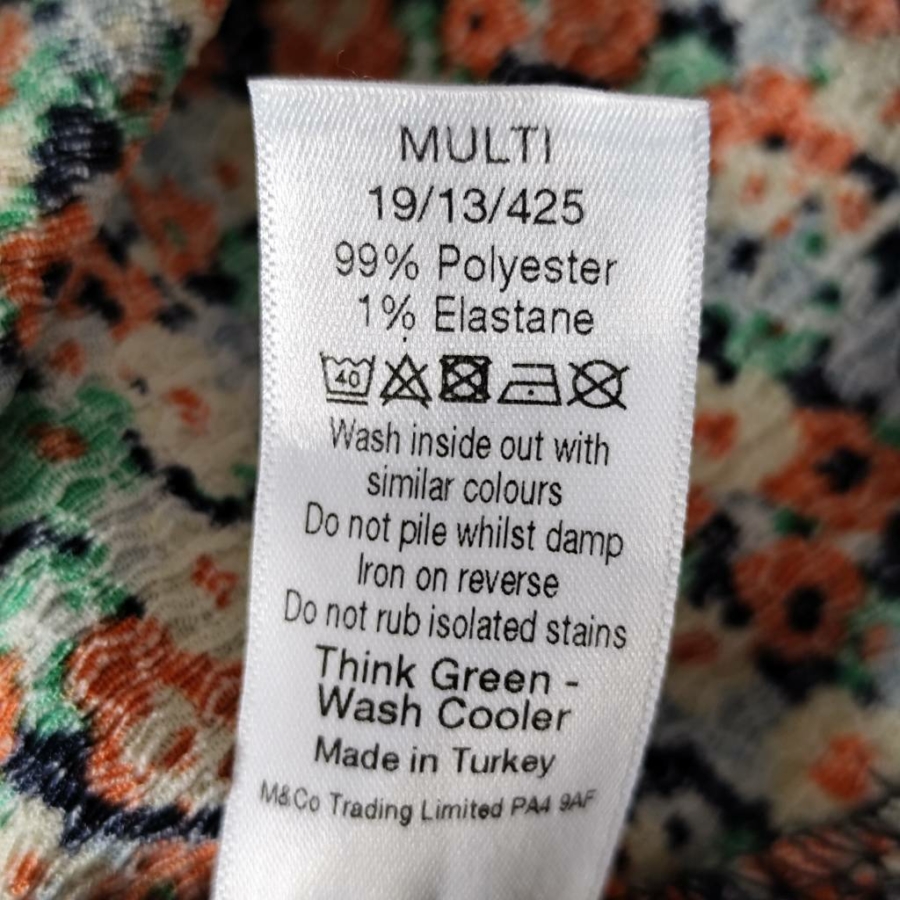 MULTI
19/13/425
99% Polyester
1% Elastane
40
Wash inside out with
similar colours
Do not pile whilst damp
Iron on reverse
Do not rub isolated stains
Think Green -
Wash Cooler
Made in Turkey
M&Co Trading Limited PA4 9AF